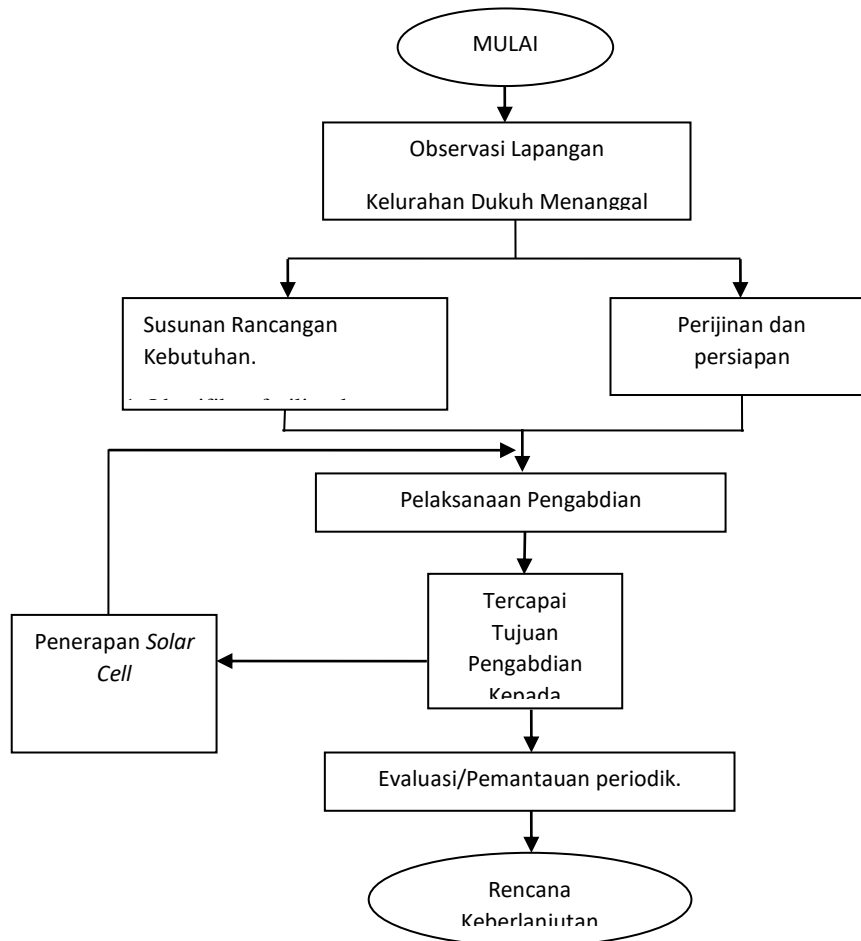 MULAI
Observasi Lapangan
Kelurahan Dukuh Menanggal
Susunan Rancangan
Kebutuhan.
Perijinan dan
persiapan
Pelaksanaan Pengabdian
Tercapai
Tujuan
Pengabdian
Kepada
Penerapan Solar
Cell
Evaluasi/Pemantauan periodik.
Rencana
Keberlanjutan